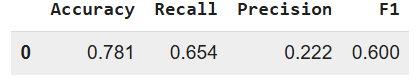 Accuracy Recall Precision F1
0 0.781 0.654 0.222 0.600